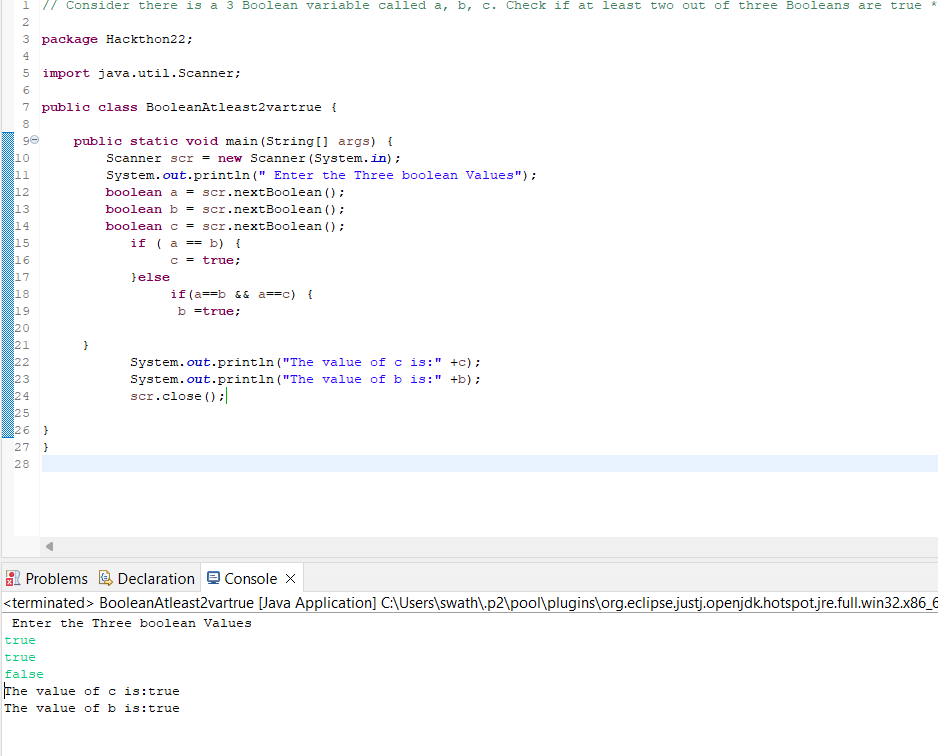 1 // Consider there is a 3 Boolean variable called a, b, c. Check if at least two out of three Booleans are true *
2
3 package Hackthon22;
4
5 import java.util.Scanner;
6
7 public class BooleanAtleast2vartrue {
8
9 public static void main(String[] args) {
10 Scanner scr = new Scanner(System.in);
11 System.out.println(" Enter the Three boolean Values");
12 boolean a = scr.nextBoolean();
13 boolean b = scr.nextBoolean();
14 boolean c = scr.nextBoolean();
15 if ( a == b) {
16 c = true;
17 }else
18 if(a==b && a==c) {
19 b =true;
20
21 }
22 System.out.println("The value of c is:" +c);
23 System.out.println("The value of b is:" +b);
24 scr.close();
25
26 }
27 }
28
Problems Declaration Console
<terminated> BooleanAtleast2vartrue [Java Application] C:\Users\swath\.p2\pool\plugins\org.eclipse.justj.openjdk.hotspot.jre.full.win32.x86_6
Enter the Three boolean Values
true
true
false
The value of c is:true
The value of b is:true